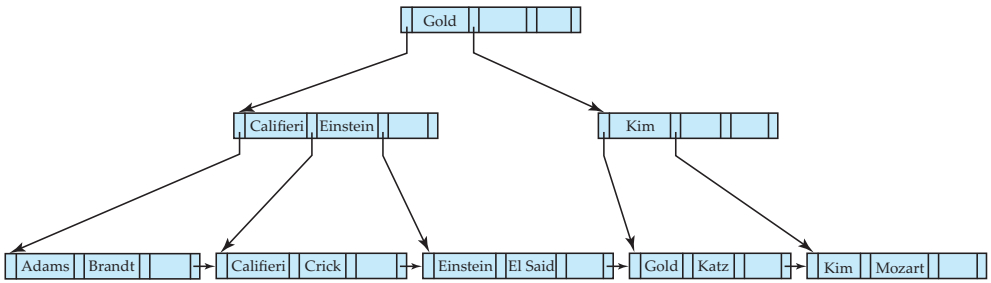 Gold
Califieri Einstein
Kim
Adams Brandt
Califieri Crick
Einstein El Said
Gold Katz
Kim Mozart